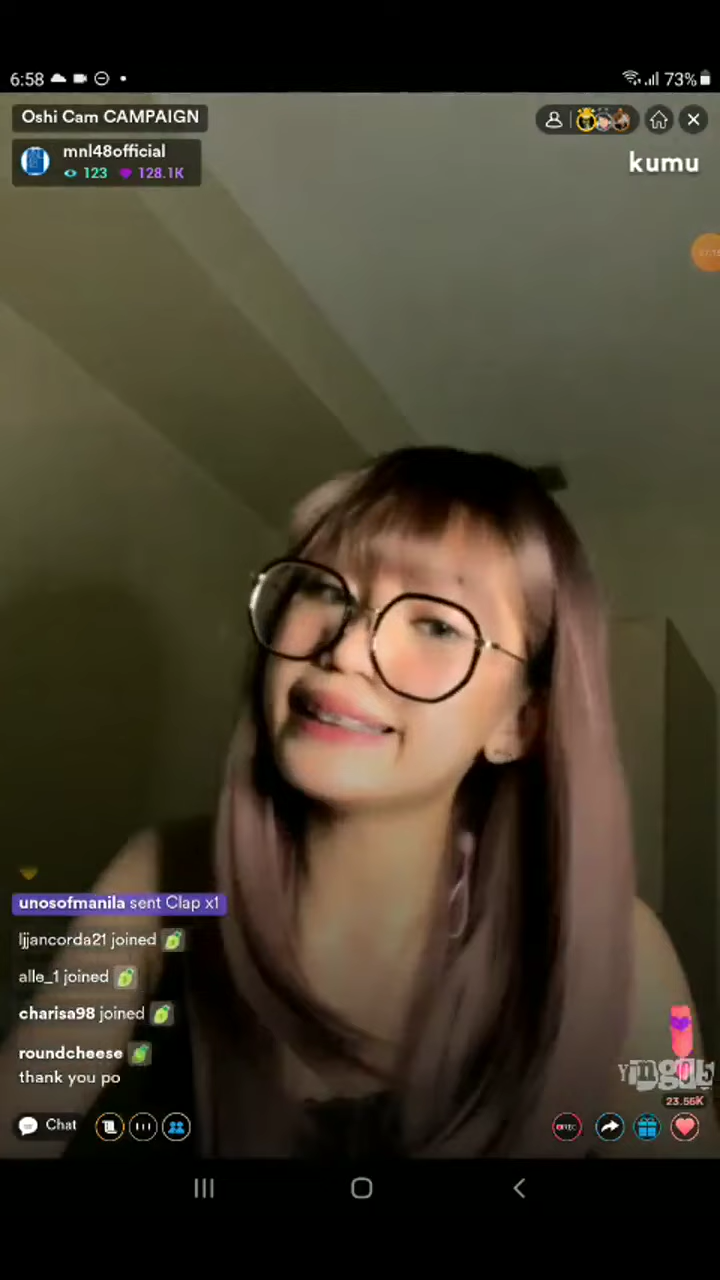 6:58
73%
Oshi Cam CAMPAIGN
mnl48official
123 128.1K
kumu
unosofmanila sent Clap x1
ljjancorda21 joined
alle_1 joined
charisa98 joined
roundcheese
thank you po
23.56K
Chat